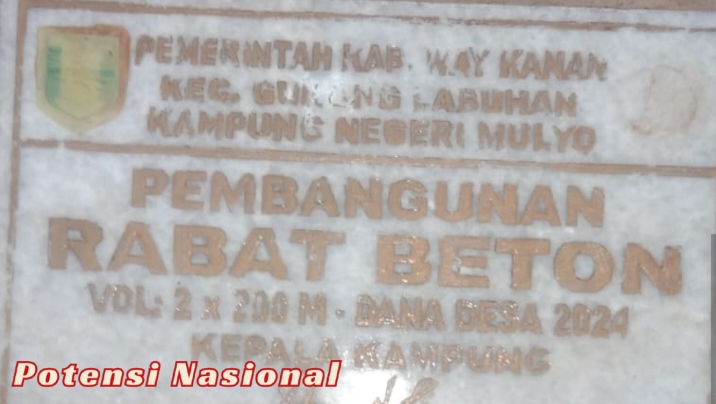 PEMERINTAH KAB. WAY KANAN
KEC. GUNUNG LABUHAN
KAMPUNG NEGERI MULYO
PEMBANGUNAN
RABAT BETON
VOL: 2 x 200 M - DANA DESA 2024
KEPALA KAMPUNG
Potensi Nasional